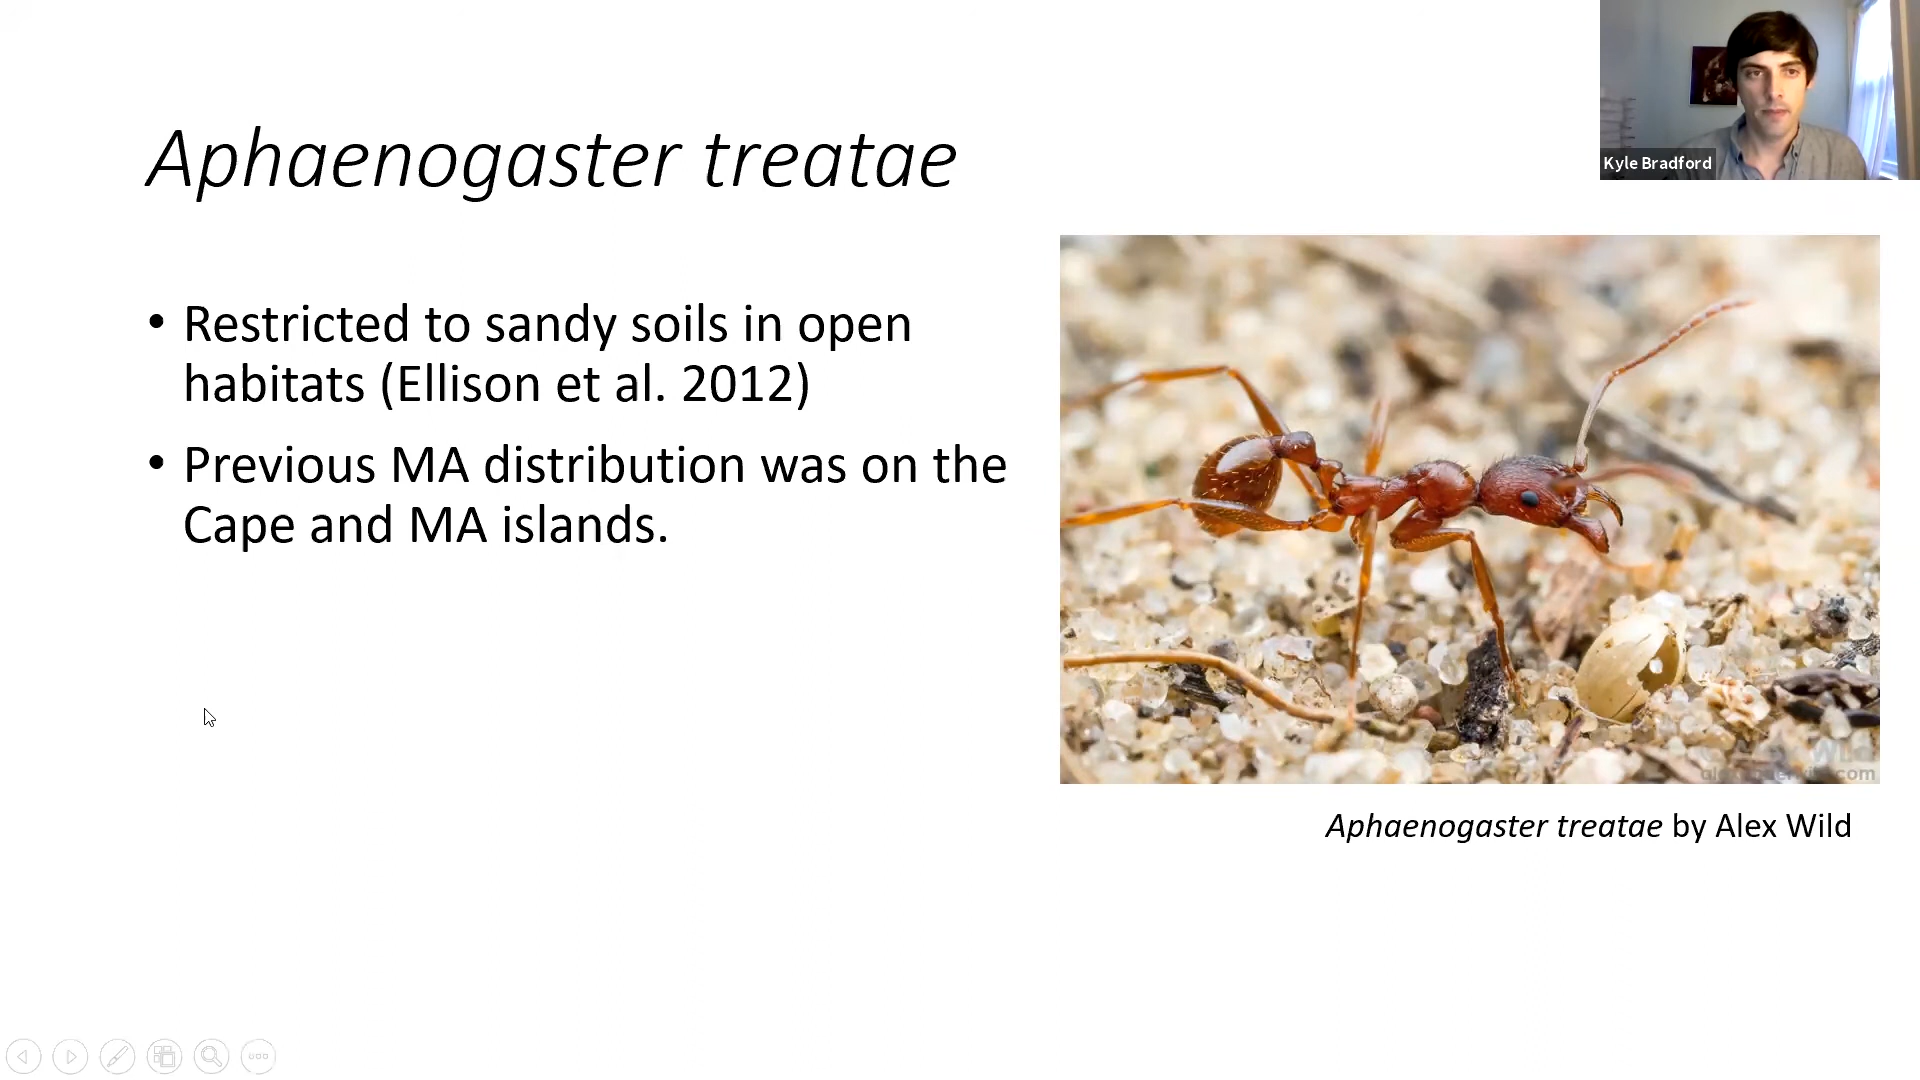 Kyle Bradford
Aphaenogaster treatae
• Restricted to sandy soils in open
habitats (Ellison et al. 2012)
• Previous MA distribution was on the
Cape and MA islands.
Aphaenogaster treatae by Alex Wild